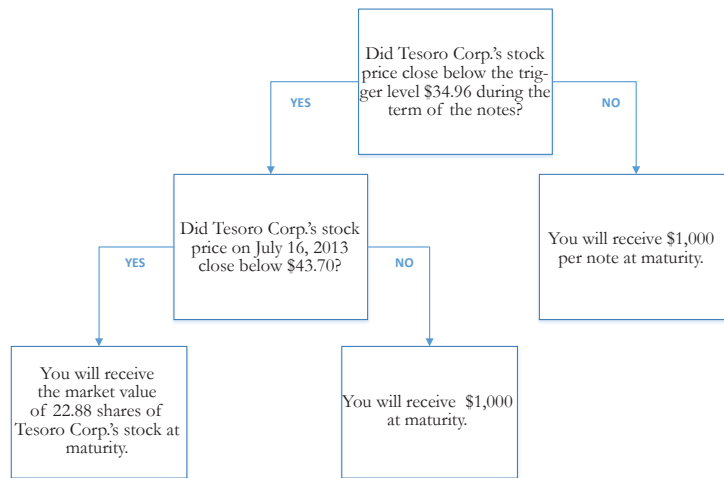 Did Tesoro Corp.'s stock
price close below the trig-
ger level $34.96 during the
term of the notes?
YES
NO
Did Tesoro Corp.'s stock
price on July 16, 2013
close below $43.70?
You will receive $1,000
per note at maturity.
YES
NO
You will receive
the market value
of 22.88 shares of
Tesoro Corp.'s stock at
maturity.
You will receive $1,000
at maturity.